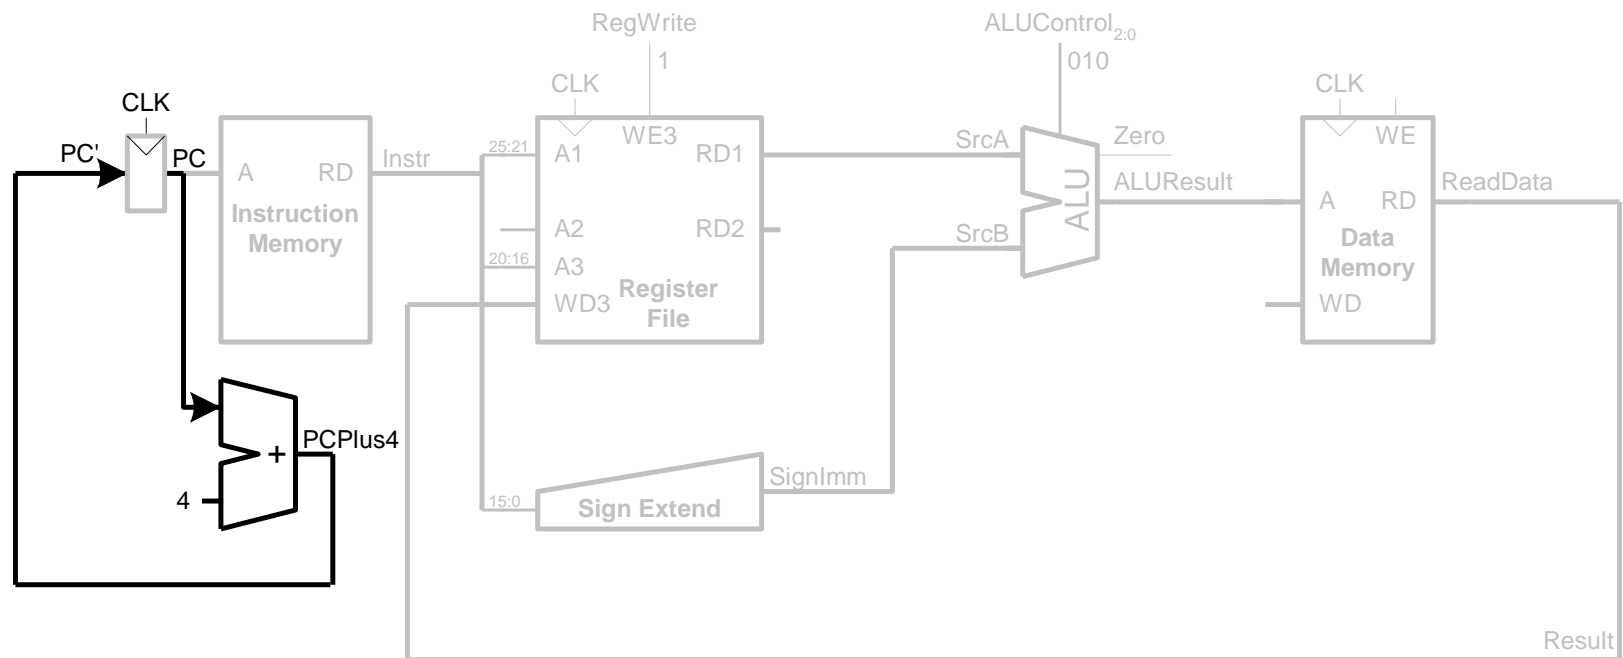 RegWrite
1
ALUControl2:0
010
CLK
PC'
PC
A
RD
Instruction
Memory
Instr
25:21
20:16
15:0
CLK
WE3
A1
RD1
A2
RD2
A3
WD3
Register
File
SrcA
SrcB
ALU
Zero
ALUResult
CLK
WE
A
RD
Data
Memory
WD
ReadData
+
PCPlus4
4
Sign Extend
SignImm
Result